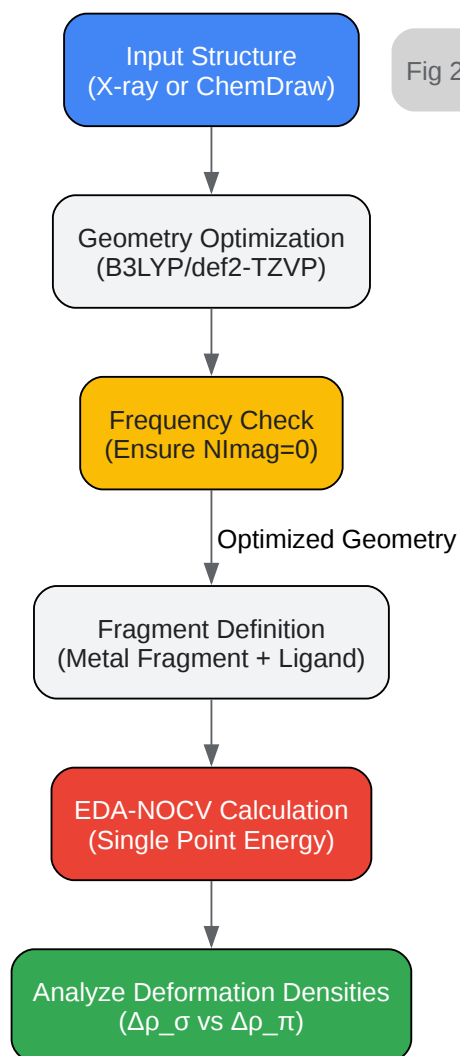 Input Structure
(X-ray or ChemDraw)
Fig 2
Geometry Optimization
(B3LYP/def2-TZVP)
Frequency Check
(Ensure NImag=0)
Optimized Geometry
Fragment Definition
(Metal Fragment + Ligand)
EDA-NOCV Calculation
(Single Point Energy)
Analyze Deformation Densities
(Δρ_σ vs Δρ_π)